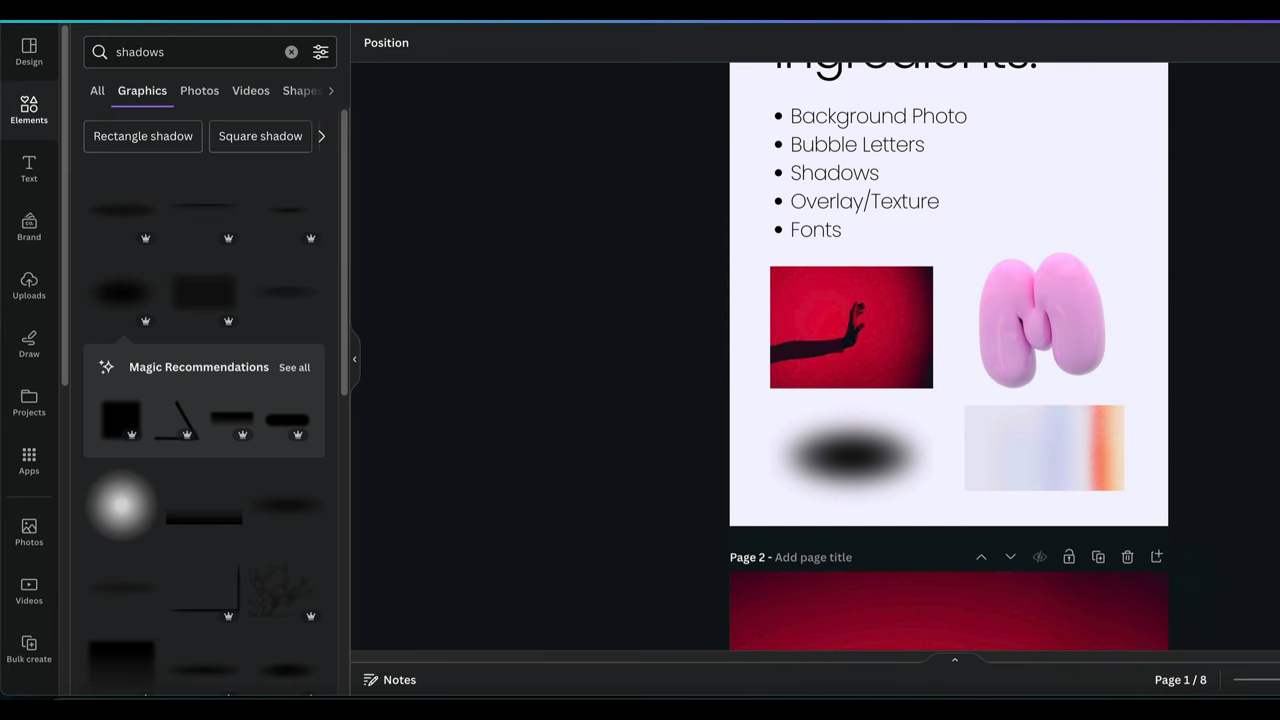 Design
Elements
Text
Brand
Uploads
Draw
Projects
Apps
Photos
Videos
Bulk create
shadows
All
Graphics
Photos
Videos
Shapes
Rectangle shadow
Square shadow
Magic Recommendations
See all
Position
Ingredients:
• Background Photo
• Bubble Letters
• Shadows
• Overlay/Texture
• Fonts
Page 2 - Add page title
Notes
Page 1 / 8